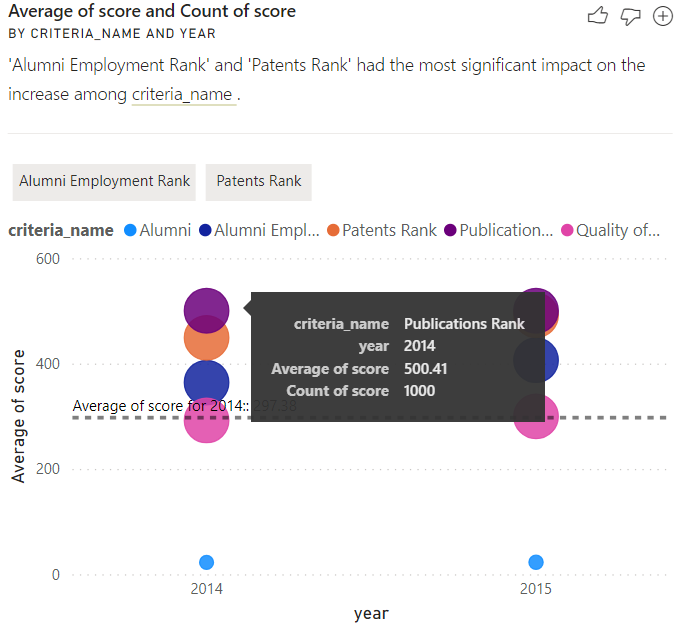 Average of score and Count of score
BY CRITERIA_NAME AND YEAR
'Alumni Employment Rank' and 'Patents Rank' had the most significant impact on the
increase among criteria_name .
Alumni Employment Rank
Patents Rank
criteria_name Alumni Alumni Empl... Patents Rank Publication... Quality of...
600
400
200
0
Average of score
Average of score for 2014:: 297.38
criteria_name Publications Rank
year 2014
Average of score 500.41
Count of score 1000
2014 2015
year